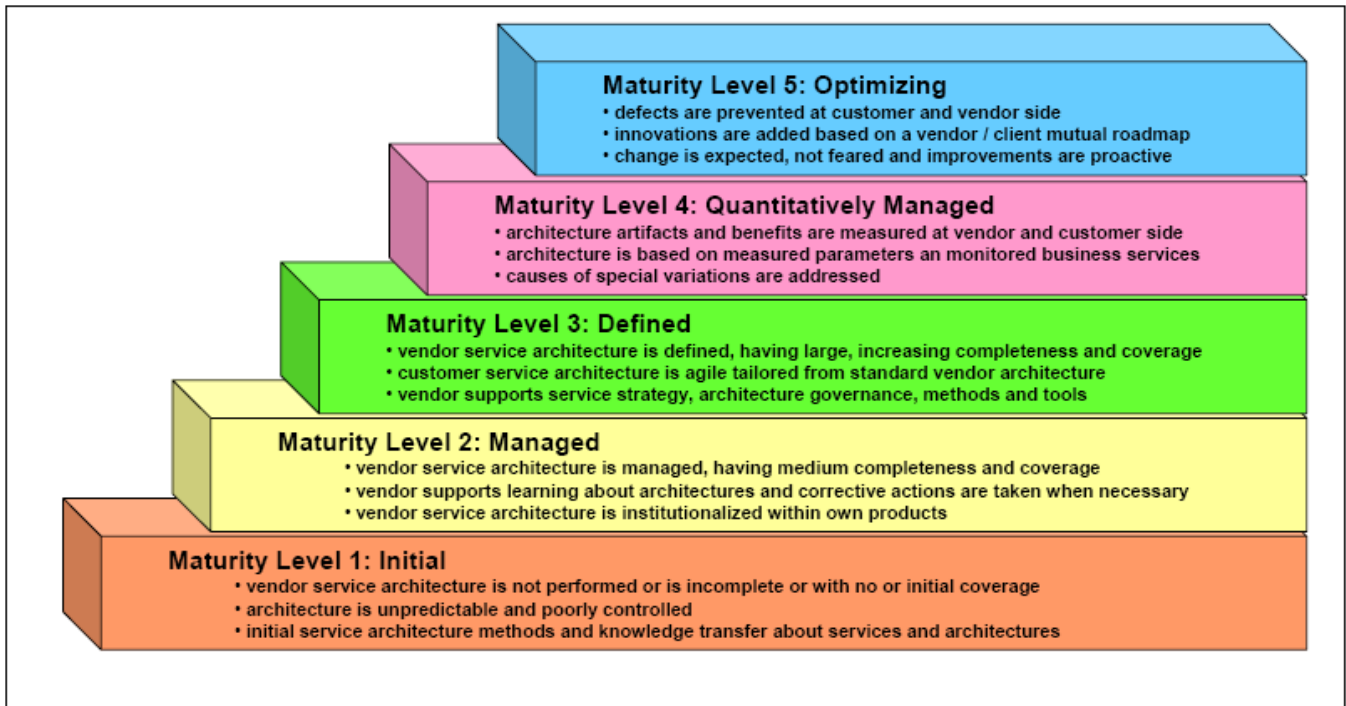 Maturity Level 5: Optimizing
• defects are prevented at customer and vendor side
• innovations are added based on a vendor / client mutual roadmap
• change is expected, not feared and improvements are proactive
Maturity Level 4: Quantitatively Managed
• architecture artifacts and benefits are measured at vendor and customer side
• architecture is based on measured parameters an monitored business services
• causes of special variations are addressed
Maturity Level 3: Defined
• vendor service architecture is defined, having large, increasing completeness and coverage
• customer service architecture is agile tailored from standard vendor architecture
• vendor supports service strategy, architecture governance, methods and tools
Maturity Level 2: Managed
• vendor service architecture is managed, having medium completeness and coverage
• vendor supports learning about architectures and corrective actions are taken when necessary
• vendor service architecture is institutionalized within own products
Maturity Level 1: Initial
• vendor service architecture is not performed or is incomplete or with no or initial coverage
• architecture is unpredictable and poorly controlled
• initial service architecture methods and knowledge transfer about services and architectures